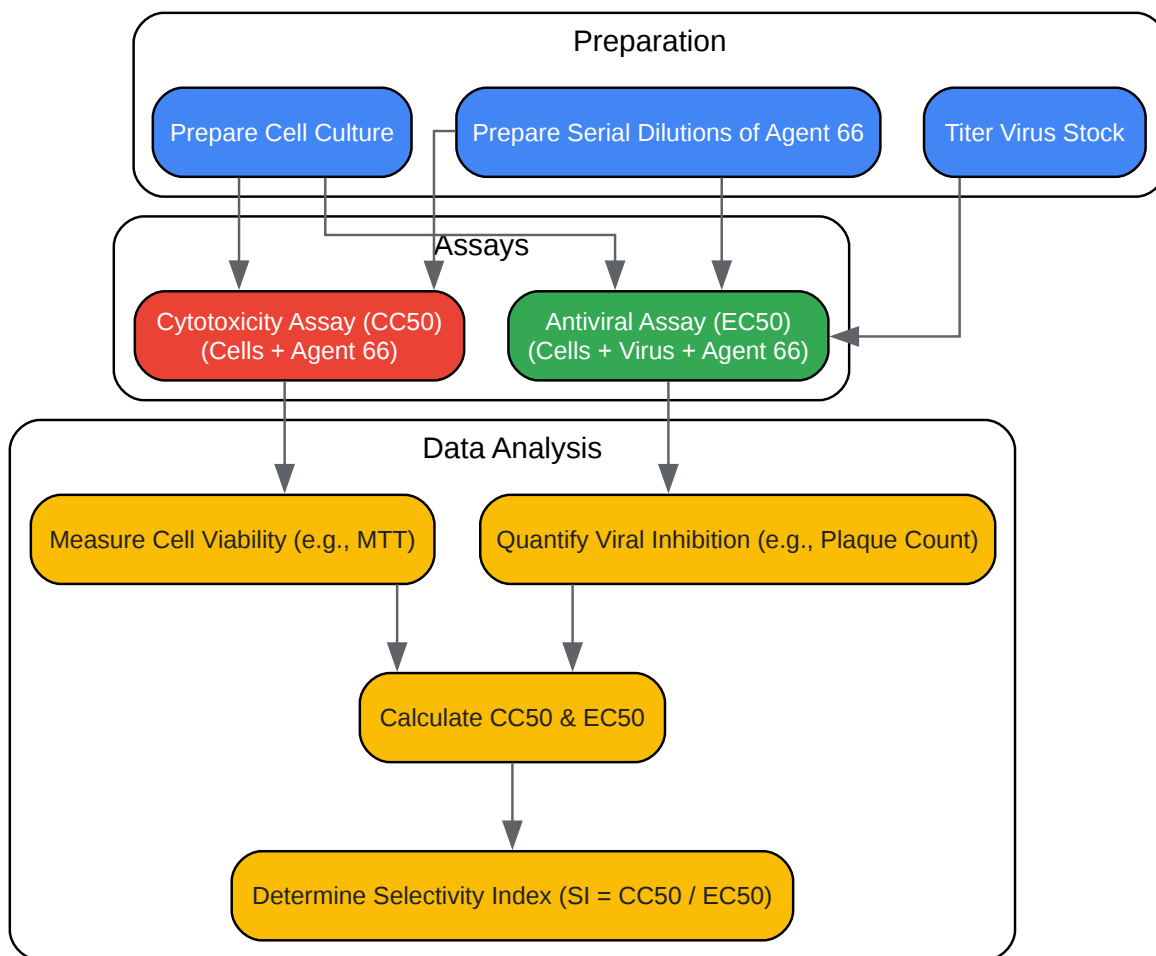 Preparation
Prepare Cell Culture
Prepare Serial Dilutions of Agent 66
Titer Virus Stock
Assays
Cytotoxicity Assay (CC50)
(Cells + Agent 66)
Antiviral Assay (EC50)
(Cells + Virus + Agent 66)
Data Analysis
Measure Cell Viability (e.g., MTT)
Quantify Viral Inhibition (e.g., Plaque Count)
Calculate CC50 & EC50
Determine Selectivity Index (SI = CC50 / EC50)